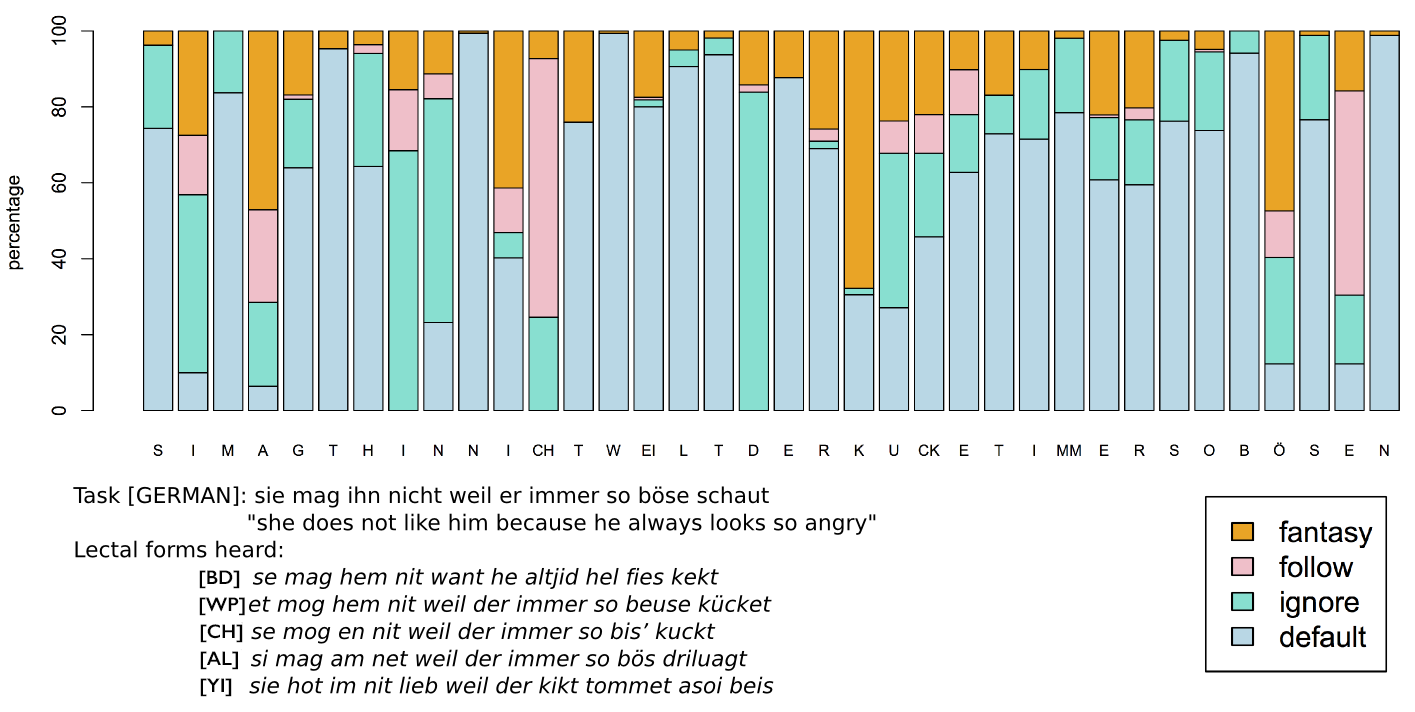 100
80
60
40
20
0
percentage
S I M A G T H I N N I CH T W EI L T D E R K U CK E T I MM E R S O B Ö S E N
Task [GERMAN]: sie mag ihn nicht weil er immer so böse schaut
"she does not like him because he always looks so angry"
Lectal forms heard:
[BD] se mag hem nit want he altjid hel fies kekt
[WP]et mog hem nit weil der immer so beuse kücket
[CH] se mog en nit weil der immer so bis’ kuckt
[AL] si mag am net weil der immer so bös driluagt
[YI] sie hot im nit lieb weil der kikt tommet asoi beis
fantasy
follow
ignore
default